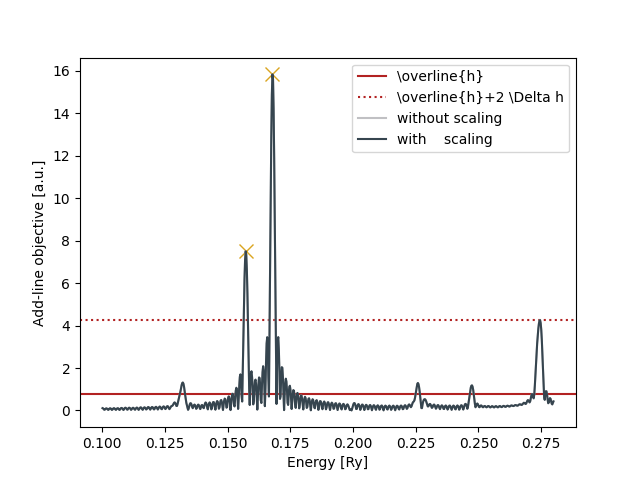 16
14
12
10
8
6
4
2
0
Add-line objective [a.u.]
\overline{h}
\overline{h}+2 \Delta h
without scaling
with    scaling
0.100
0.125
0.150
0.175
0.200
0.225
0.250
0.275
Energy [Ry]